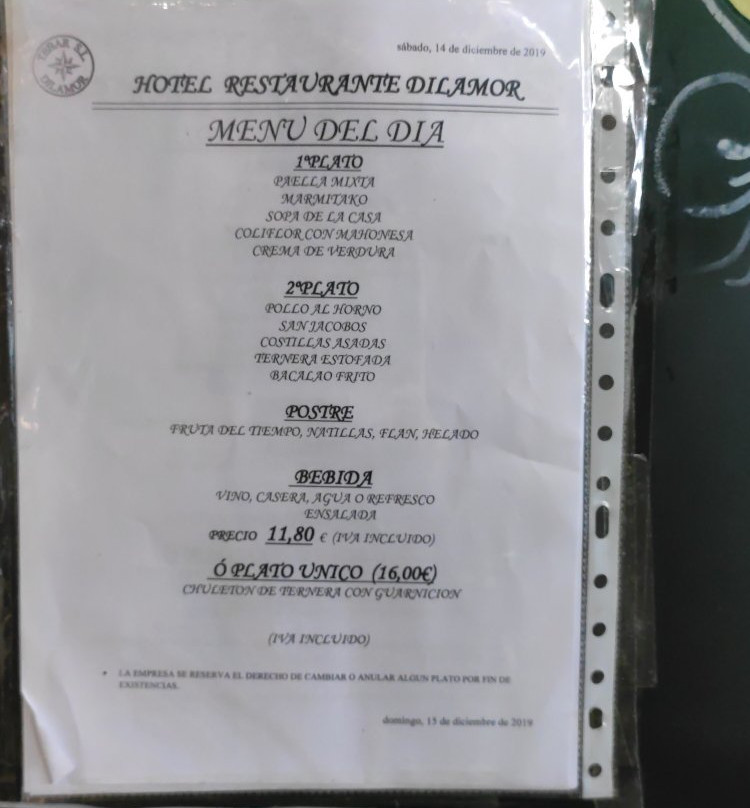 TOBAR S.L.
DILAMOR
sábado, 14 de diciembre de 2019
HOTEL RESTAURANTE DILAMOR
MENU DEL DIA
1ºPLATO
PAELLA MIXTA
MARMITAKO
SOPA DE LA CASA
COLIFLOR CON MAHONESA
CREMA DE VERDURA
2ºPLATO
POLLO AL HORNO
SAN JACOBOS
COSTILLAS ASADAS
TERNERA ESTOFADA
BACALAO FRITO
POSTRE
FRUTA DEL TIEMPO, NATILLAS, FLAN, HELADO
BEBIDA
VINO, CASERA, AGUA O REFRESCO
ENSALADA
PRECIO 11,80 € (IVA INCLUIDO)
Ó PLATO UNICO (16,00€)
CHULETON DE TERNERA CON GUARNICION
(IVA INCLUIDO)
• LA EMPRESA SE RESERVA EL DERECHO DE CAMBIAR O ANULAR ALGUN PLATO POR FIN DE
EXISTENCIAS.
domingo, 15 de diciembre de 2019